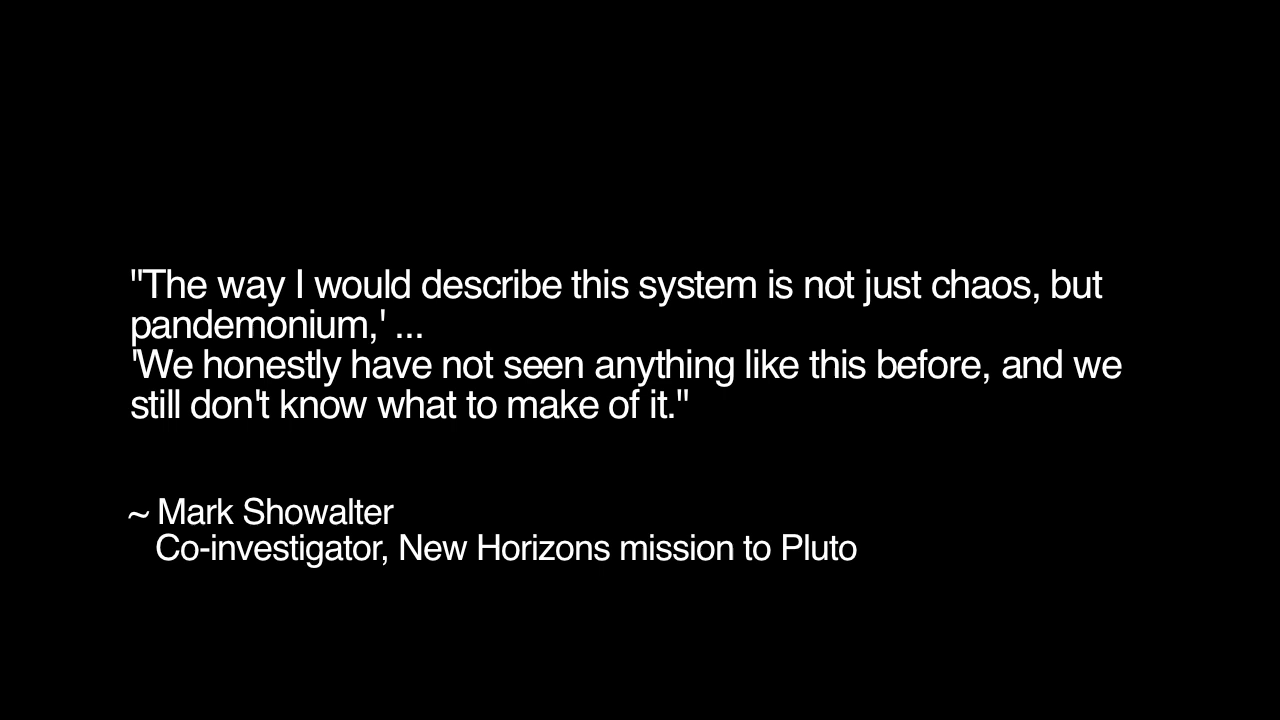 "The way I would describe this system is not just chaos, but
pandemonium,' ...
'We honestly have not seen anything like this before, and we
still don't know what to make of it."
~ Mark Showalter
Co-investigator, New Horizons mission to Pluto